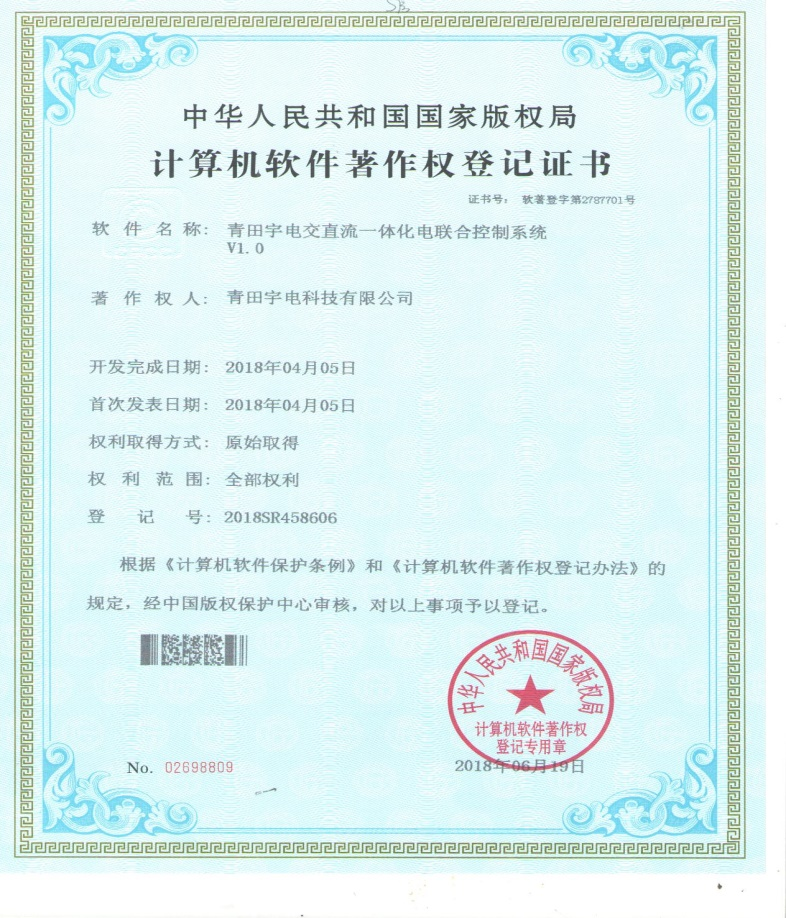 SB
中华人民共和国国家版权局
计算机软件著作权登记证书
证书号： 软著登字第2787701号
软 件 名 称： 青田宇电交直流一体化电联合控制系统
V1.0
著 作 权 人： 青田宇电科技有限公司
开发完成日期： 2018年04月05日
首次发表日期： 2018年04月05日
权利取得方式： 原始取得
权 利 范 围： 全部权利
登 记 号： 2018SR458606
根据《计算机软件保护条例》和《计算机软件著作权登记办法》的
规定，经中国版权保护中心审核，对以上事项予以登记。
中华人民共和国国家版权局
计算机软件著作权
登记专用章
No. 02698809
2018年06月19日